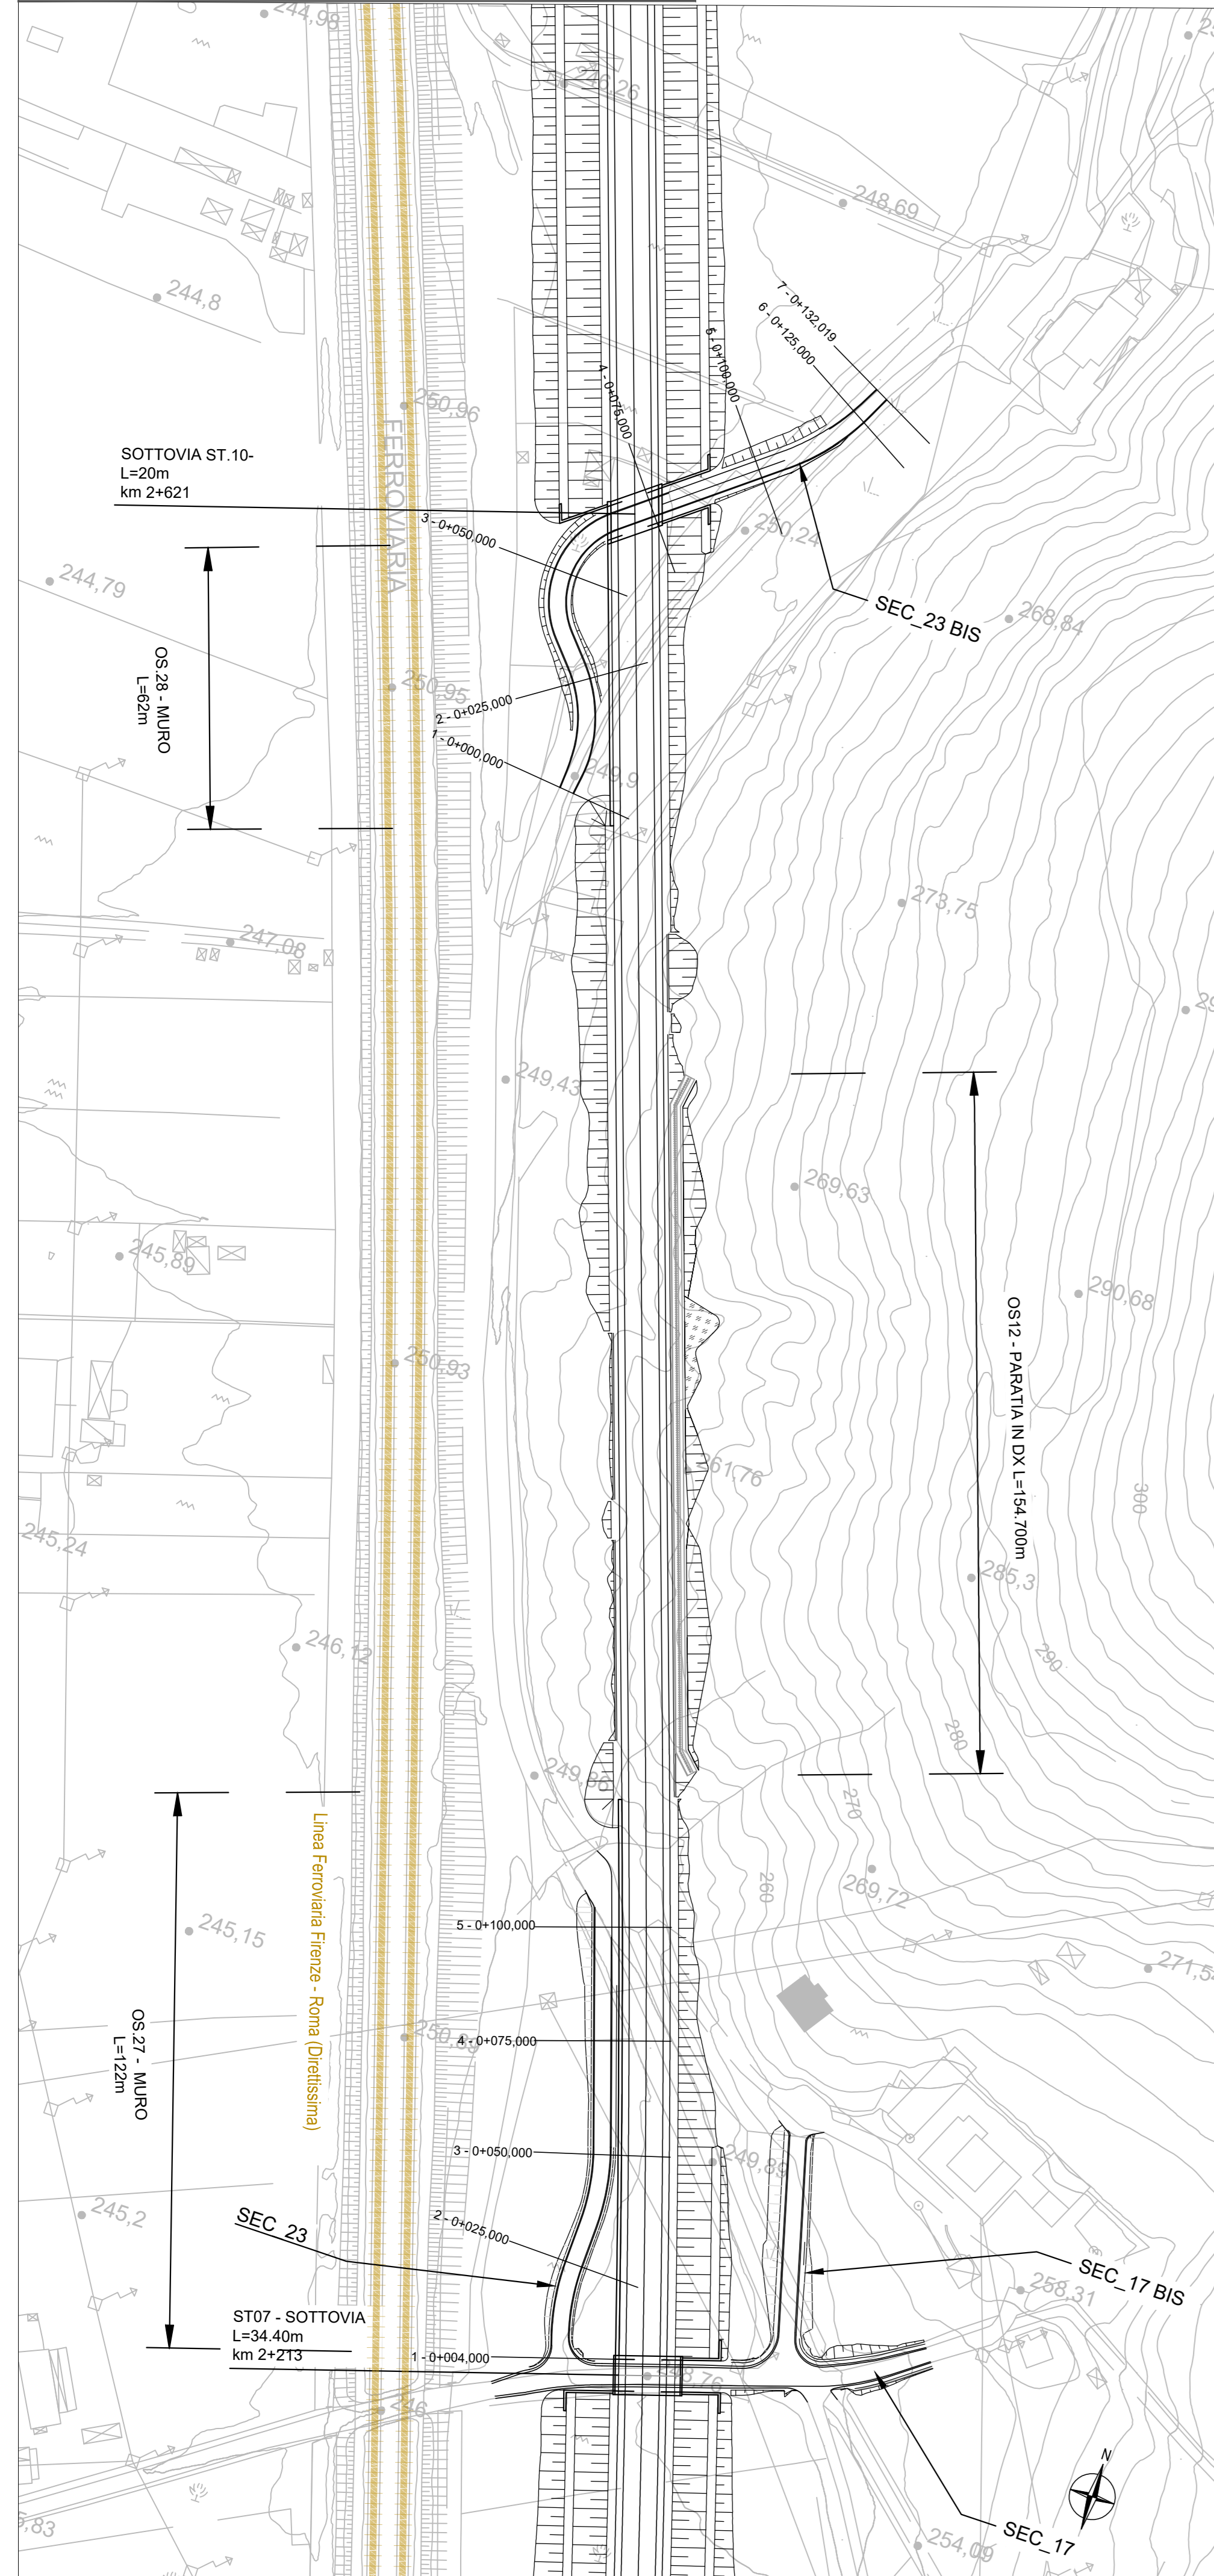 244,98
246,26
248,69
244,8
7 - 0+132,019
6 - 0+125,000
5 - 0+100,000
4 - 0+075,000
250,96
FERROVIARIA
SOTTOVIA ST.10-
L=20m
km 2+621
3 - 0+050,000
250,24
244,79
SEC_23 BIS
268,84
OS.28 - MURO
L=62m
250,95
2 - 0+025,000
1 - 0+000,000
249,9
273,75
247,08
249,43
269,63
245,89
290,68
OS12 - PARATIA IN DX L=154.700m
250,93
261,76
300
245,24
285,3
246,12
290
280
249,86
270
Linea Ferroviaria Firenze - Roma (Direttissima)
260
269,72
5 - 0+100,000
245,15
271,54
OS.27 - MURO
L=122m
4 - 0+075,000
3 - 0+050,000
249,89
245,2
SEC_23
2 - 0+025,000
SEC_17 BIS
258,31
ST07 - SOTTOVIA
L=34.40m
km 2+213
1 - 0+004,000
246
N
SEC_17
254,09